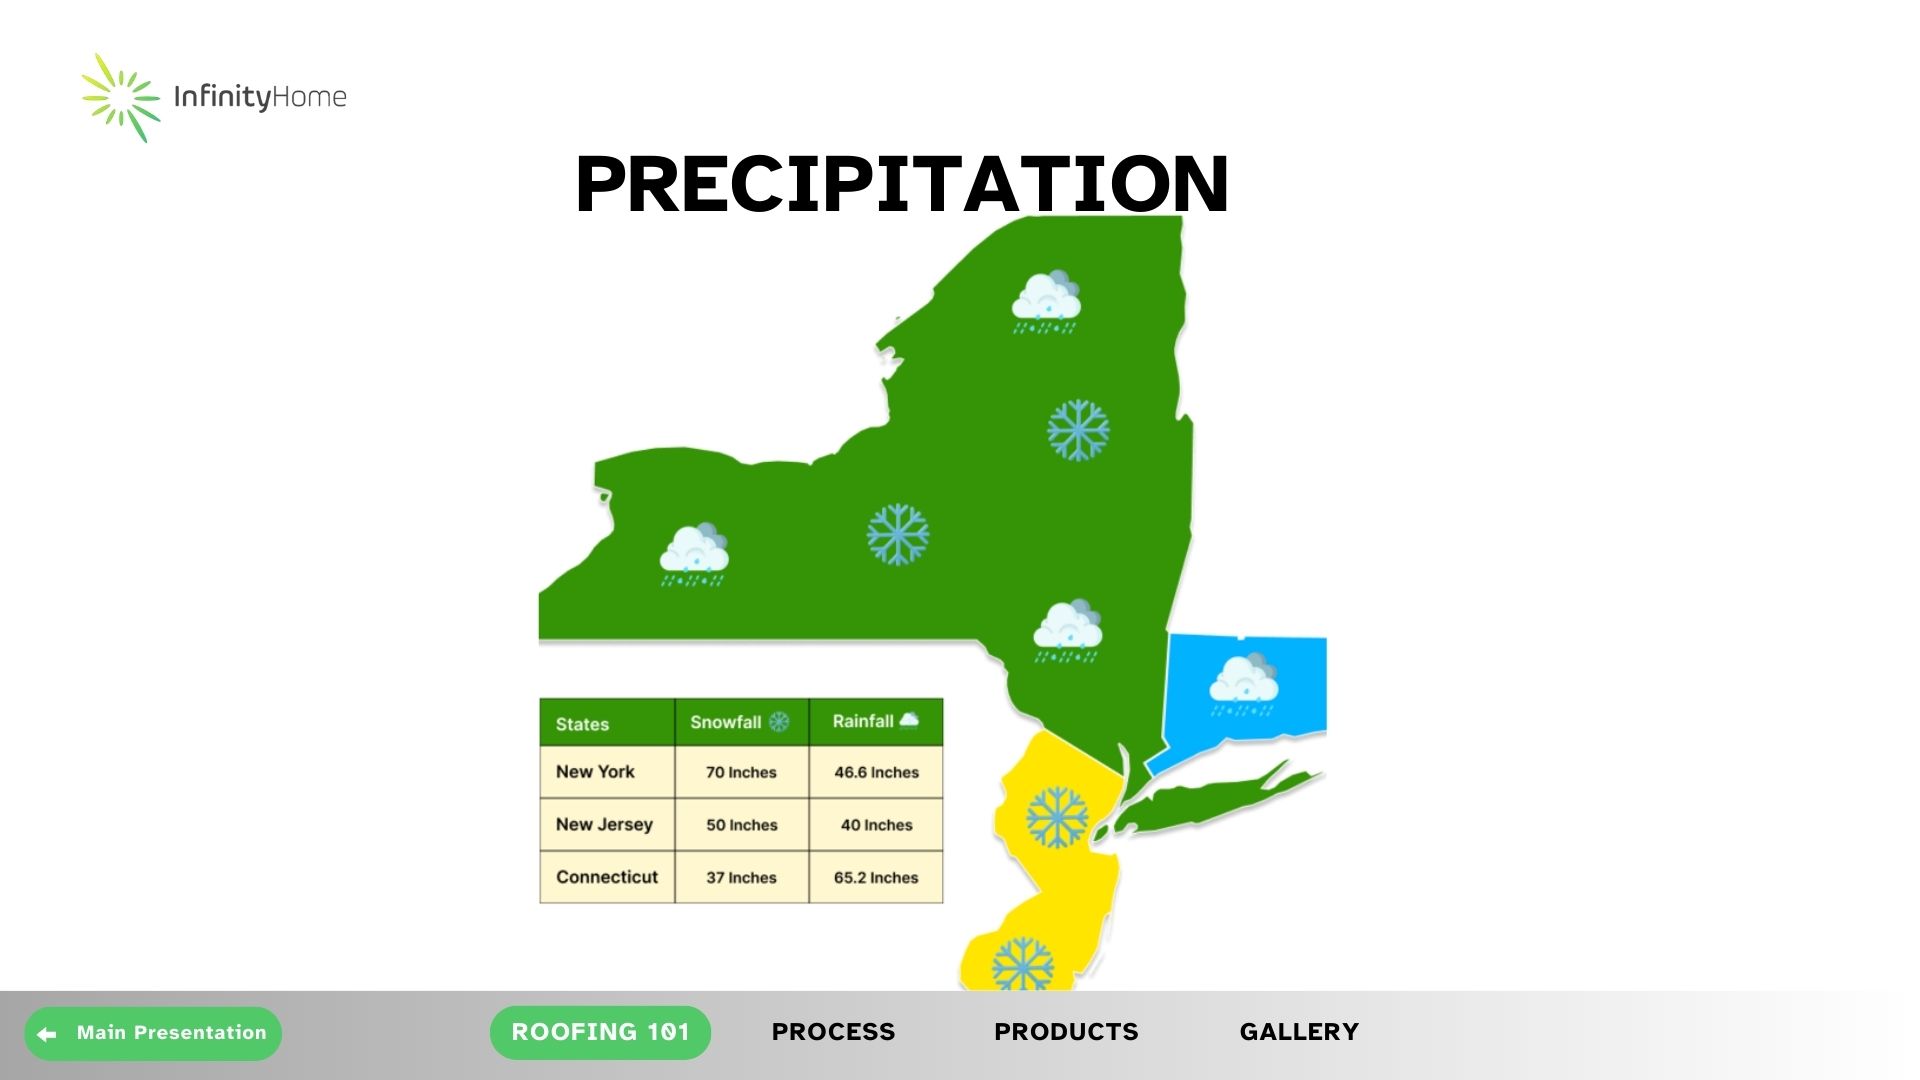 InfinityHome
PRECIPITATION
States Snowfall Rainfall
New York 70 Inches 46.6 Inches
New Jersey 50 Inches 40 Inches
Connecticut 37 Inches 65.2 Inches
Main Presentation ROOFING 101 PROCESS PRODUCTS GALLERY